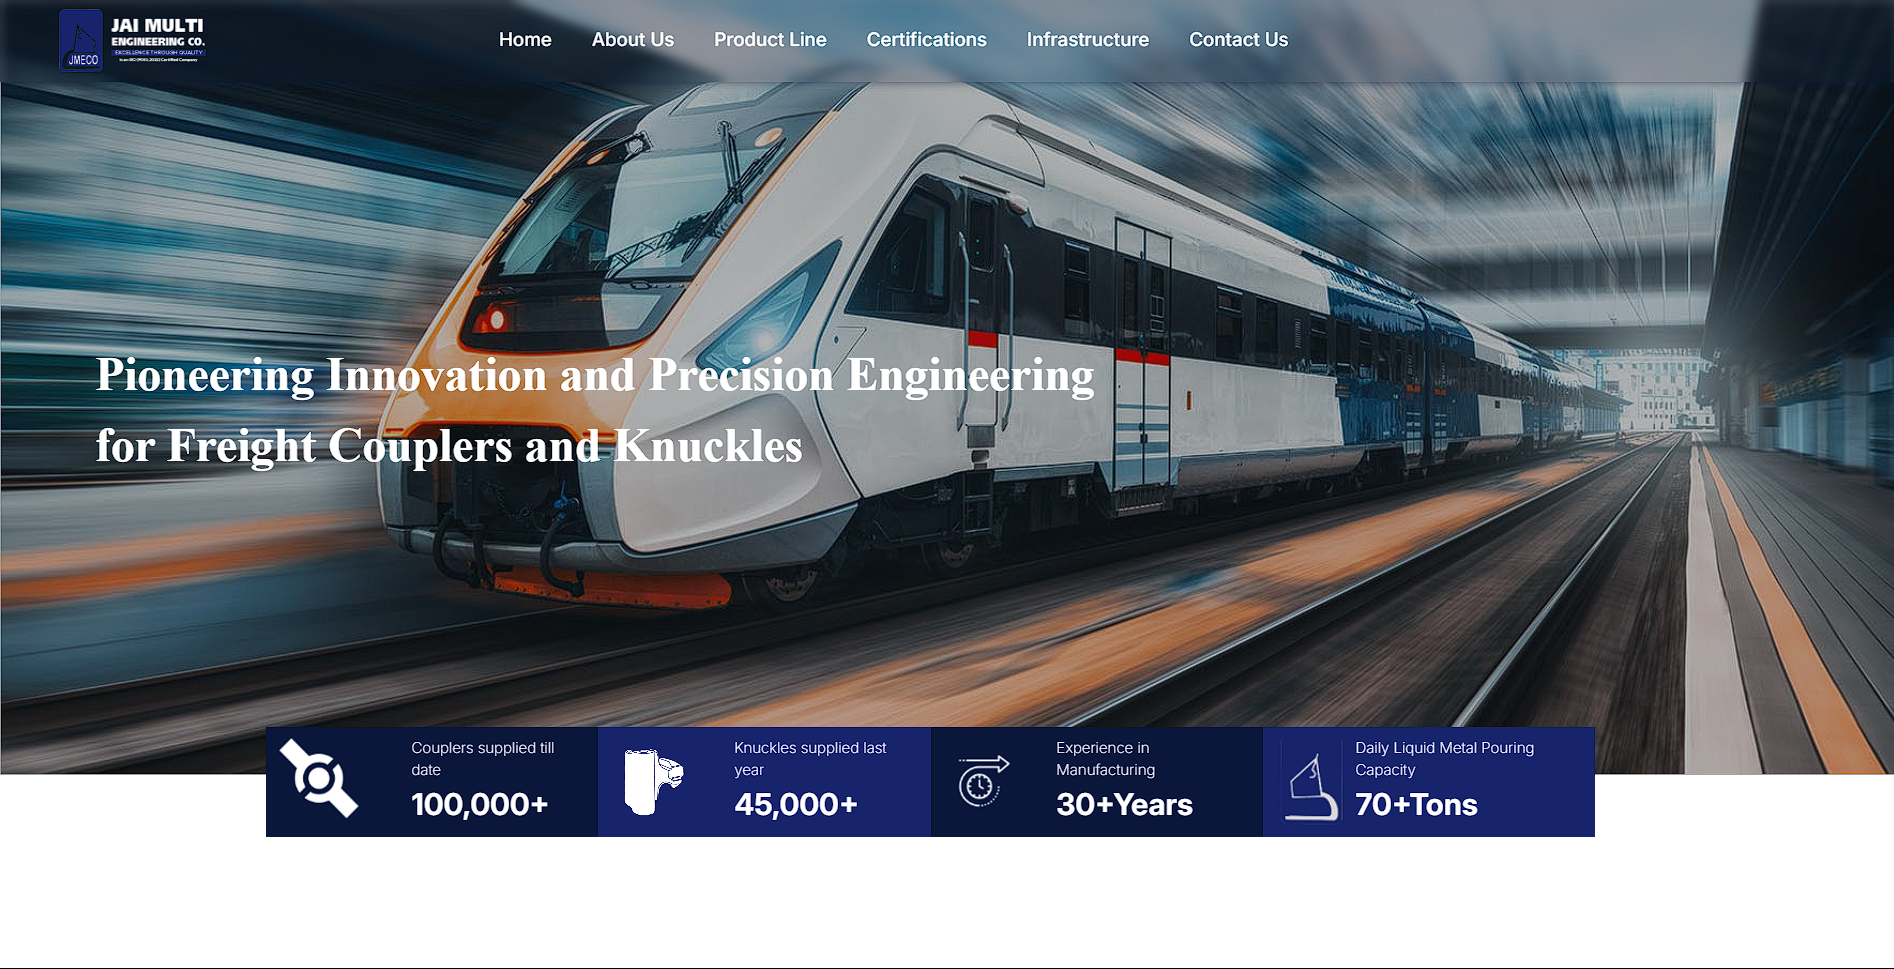 JAI MULTI
ENGINEERING CO.
EXCELLENCE THROUGH QUALITY
JMECO
Home About Us Product Line Certifications Infrastructure Contact Us
Pioneering Innovation and Precision Engineering
for Freight Couplers and Knuckles
Couplers supplied till
date
100,000+
Knuckles supplied last
year
45,000+
Experience in
Manufacturing
30+Years
Daily Liquid Metal Pouring
Capacity
70+Tons